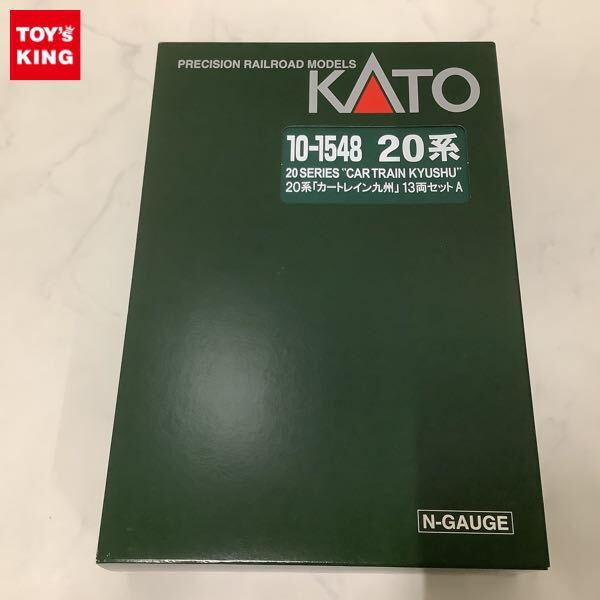 TOY's
KING
PRECISION RAILROAD MODELS
KATO
10-1548 20系
20 SERIES "CAR TRAIN KYUSHU"
20系「カートレイン九州」13両セットA
N-GAUGE